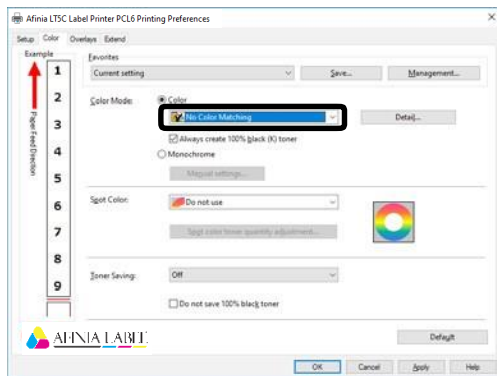 Afinia LT5C Label Printer PCL6 Printing Preferences
Setup Color Overlays Extend
Example
Paper Feed Direction
1
2
3
4
5
6
7
8
9
Favorites
Current setting
Save...
Management...
Color Mode:
Color
No Color Matching
Detail...
Always create 100% black (K) toner
Monochrome
Manual settings...
Spot Color:
Do not use
Spot color toner quantity adjustment...
Toner Saving:
Off
Do not save 100% black toner
AFINIA LABEL
Default
OK Cancel Apply Help